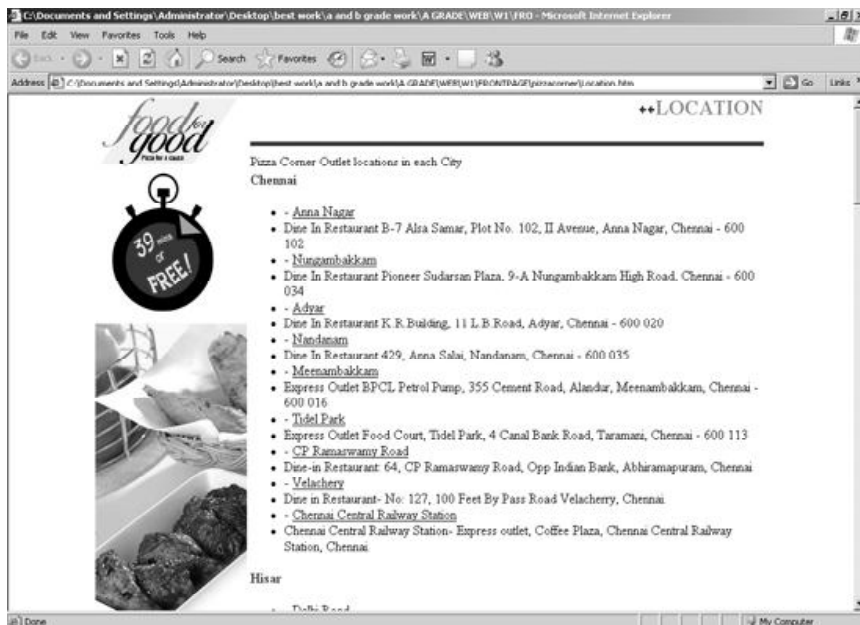 C:\Documents and Settings\Administrator\Desktop\best work\a and b grade work\A GRADE\WEB\W1\FRO - Microsoft Internet Explorer
File Edit View Favorites Tools Help
Back Search Favorites
Address C:\Documents and Settings\Administrator\Desktop\best work\a and b grade work\A GRADE\WEB\W1\FRONTPAGE\pizzacorner\Location.htm Go Links
food for good
Pizza for a cause
++LOCATION
Pizza Corner Outlet locations in each City
Chennai
39 mins
or
FREE!
- Anna Nagar
Dine In Restaurant B-7 Alsa Samar, Plot No. 102, II Avenue, Anna Nagar, Chennai - 600
102
- Nungambakkam
Dine In Restaurant Pioneer Sudarsan Plaza. 9-A Nungambakkam High Road. Chennai - 600
034
- Adyar
Dine In Restaurant K.R.Building, 11 L.B.Road, Adyar, Chennai - 600 020
- Nandanam
Dine In Restaurant 429, Anna Salai, Nandanam, Chennai - 600 035
- Meenambakkam
Express Outlet BPCL Petrol Pump, 355 Cement Road, Alandur, Meenambakkam, Chennai -
600 016
- Tidel Park
Express Outlet Food Court, Tidel Park, 4 Canal Bank Road, Taramani, Chennai - 600 113
- CP Ramaswamy Road
Dine-in Restaurant: 64, CP Ramaswamy Road, Opp Indian Bank, Abhiramapuram, Chennai
- Velachery
Dine in Restaurant- No: 127, 100 Feet By Pass Road Velacherry, Chennai
- Chennai Central Railway Station
Chennai Central Railway Station- Express outlet, Coffee Plaza, Chennai Central Railway
Station, Chennai
Hisar
- Delhi Road
Done My Computer